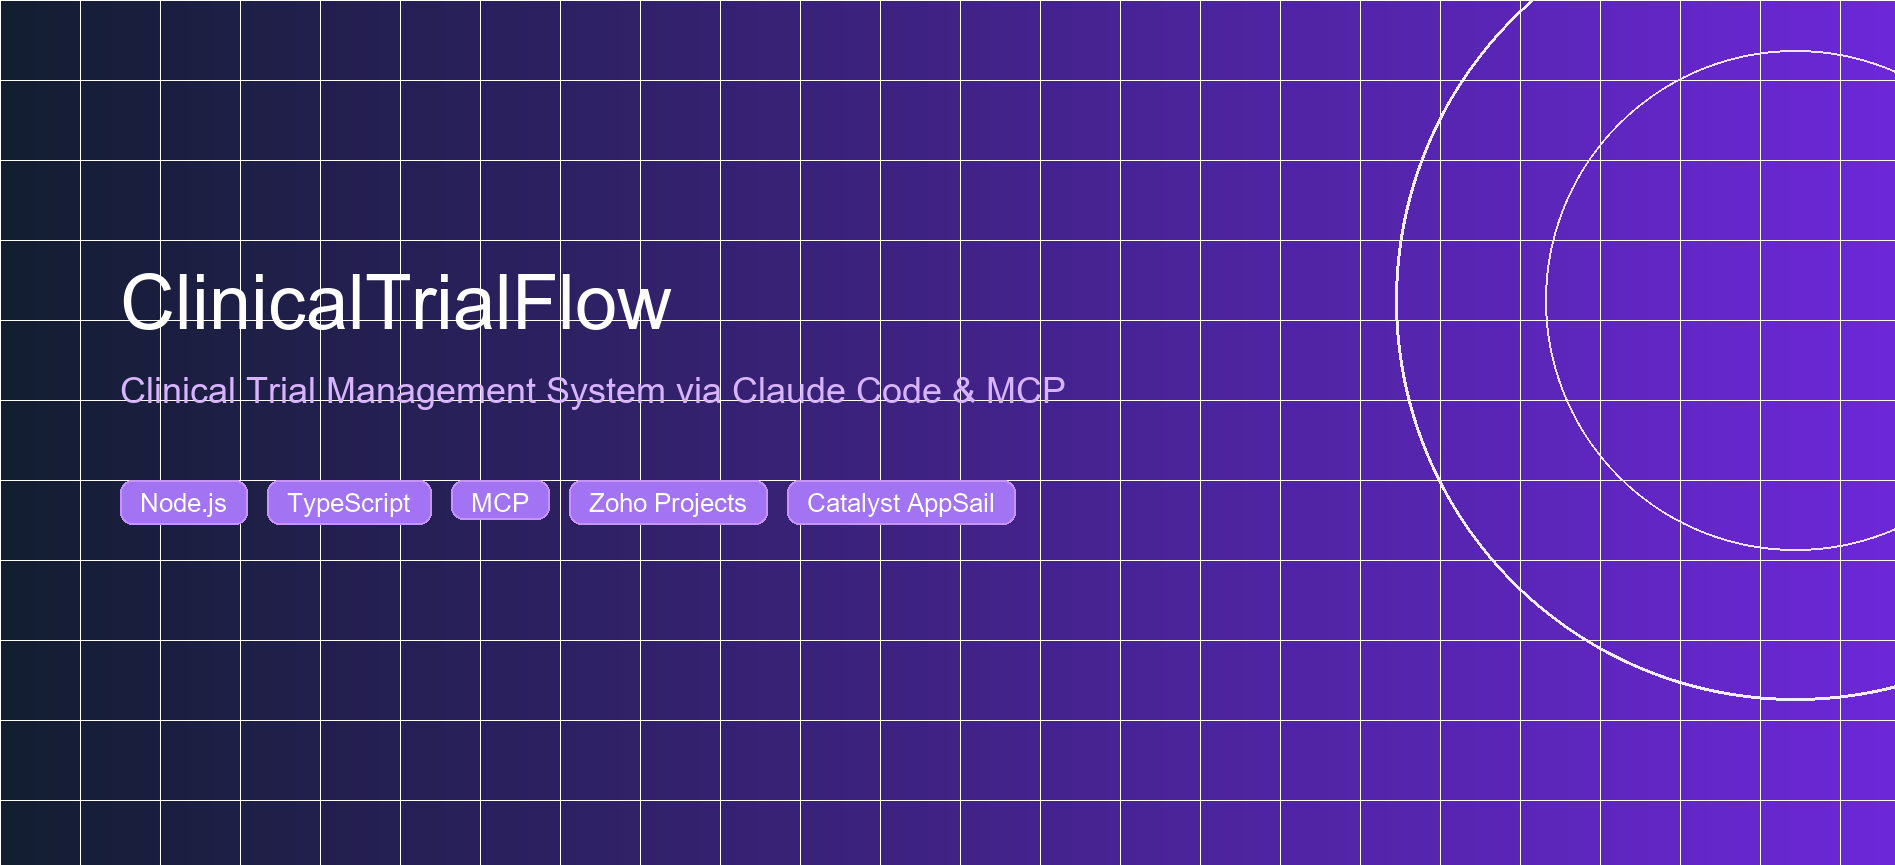 ClinicalTrialFlow
Clinical Trial Management System via Claude Code & MCP
Node.js TypeScript MCP Zoho Projects Catalyst AppSail